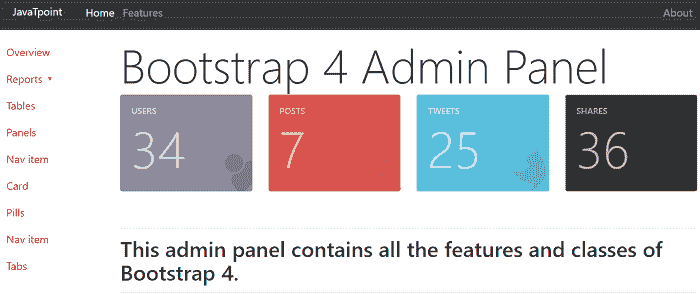 JavaTpoint Home Features About
Overview
Reports
Tables
Panels
Nav item
Card
Pills
Nav item
Tabs
Bootstrap 4 Admin Panel
USERS POSTS TWEETS SHARES
34 7 25 36
This admin panel contains all the features and classes of
Bootstrap 4.